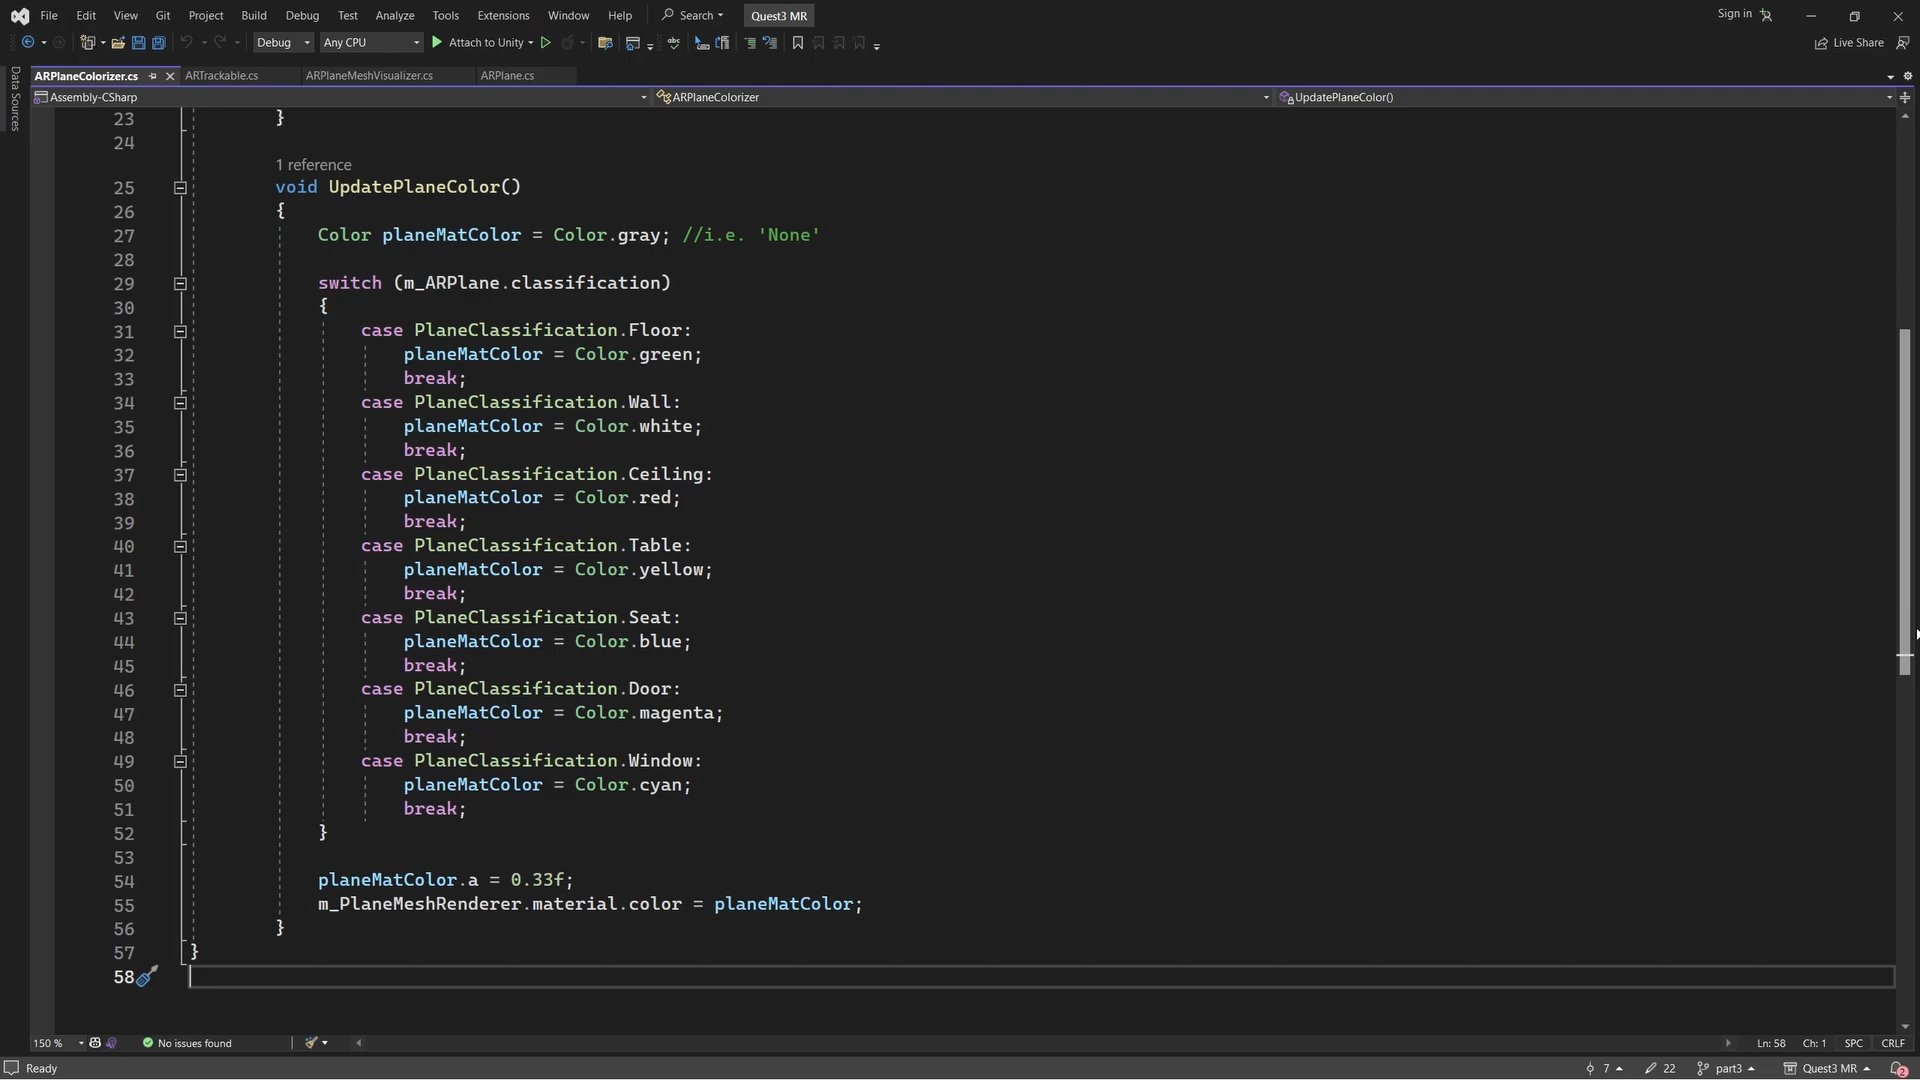 File Edit View Git Project Build Debug Test Analyze Tools Extensions Window Help Search Quest3 MR Sign in
Debug Any CPU Attach to Unity Live Share
ARPlaneColorizer.cs ARTrackable.cs ARPlaneMeshVisualizer.cs ARPlane.cs
Data Sources
Assembly-CSharp ARPlaneColorizer UpdatePlaneColor()
23 }
24
1 reference
25 void UpdatePlaneColor()
26 {
27 Color planeMatColor = Color.gray; //i.e. 'None'
28
29 switch (m_ARPlane.classification)
30 {
31 case PlaneClassification.Floor:
32 planeMatColor = Color.green;
33 break;
34 case PlaneClassification.Wall:
35 planeMatColor = Color.white;
36 break;
37 case PlaneClassification.Ceiling:
38 planeMatColor = Color.red;
39 break;
40 case PlaneClassification.Table:
41 planeMatColor = Color.yellow;
42 break;
43 case PlaneClassification.Seat:
44 planeMatColor = Color.blue;
45 break;
46 case PlaneClassification.Door:
47 planeMatColor = Color.magenta;
48 break;
49 case PlaneClassification.Window:
50 planeMatColor = Color.cyan;
51 break;
52 }
53
54 planeMatColor.a = 0.33f;
55 m_PlaneMeshRenderer.material.color = planeMatColor;
56 }
57 }
58
150 % No issues found Ln: 58 Ch: 1 SPC CRLF
Ready 7 22 part3 Quest3 MR 2